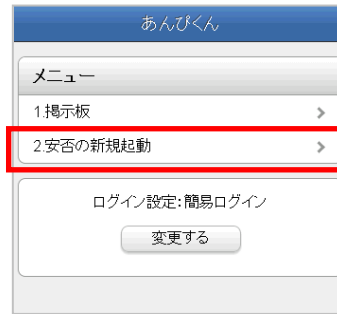 あんぴくん
メニュー
1.掲示板
2.安否の新規起動
ログイン設定:簡易ログイン
変更する